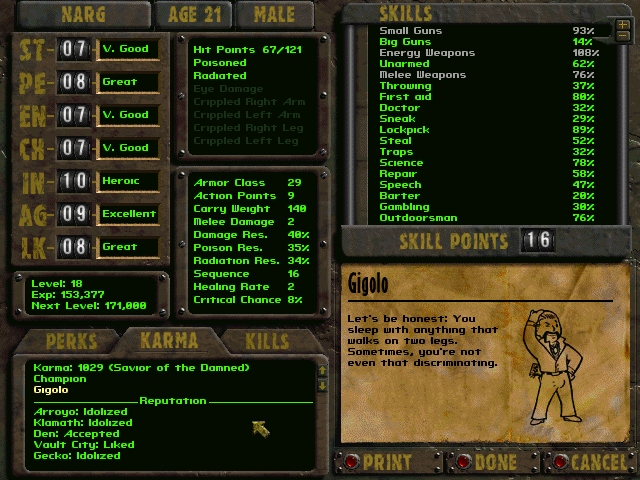 NARG
AGE 21
MALE
ST 07 V. Good
PE 08 Great
EN 07 V. Good
CH 07 V. Good
IN 10 Heroic
AG 09 Excellent
LK 08 Great
Level: 18
Exp: 153,377
Next Level: 171,000
Hit Points 67/121
Poisoned
Radiated
Eye Damage
Crippled Right Arm
Crippled Left Arm
Crippled Right Leg
Crippled Left Leg
Armor Class 29
Action Points 9
Carry Weight 140
Melee Damage 2
Damage Res. 40%
Poison Res. 35%
Radiation Res. 34%
Sequence 16
Healing Rate 2
Critical Chance 8%
SKILLS
Small Guns 93%
Big Guns 14%
Energy Weapons 108%
Unarmed 62%
Melee Weapons 76%
Throwing 37%
First aid 80%
Doctor 32%
Sneak 29%
Lockpick 89%
Steal 52%
Traps 32%
Science 78%
Repair 58%
Speech 47%
Barter 20%
Gambling 30%
Outdoorsman 76%
SKILL POINTS 16
PERKS
KARMA
KILLS
Karma: 1029 (Savior of the Damned)
Champion
Gigolo
Reputation
Arroyo: Idolized
Klamath: Idolized
Den: Accepted
Vault City: Liked
Gecko: Idolized
Gigolo
Let's be honest: You
sleep with anything that
walks on two legs.
Sometimes, you're not
even that discriminating.
PRINT
DONE
CANCEL